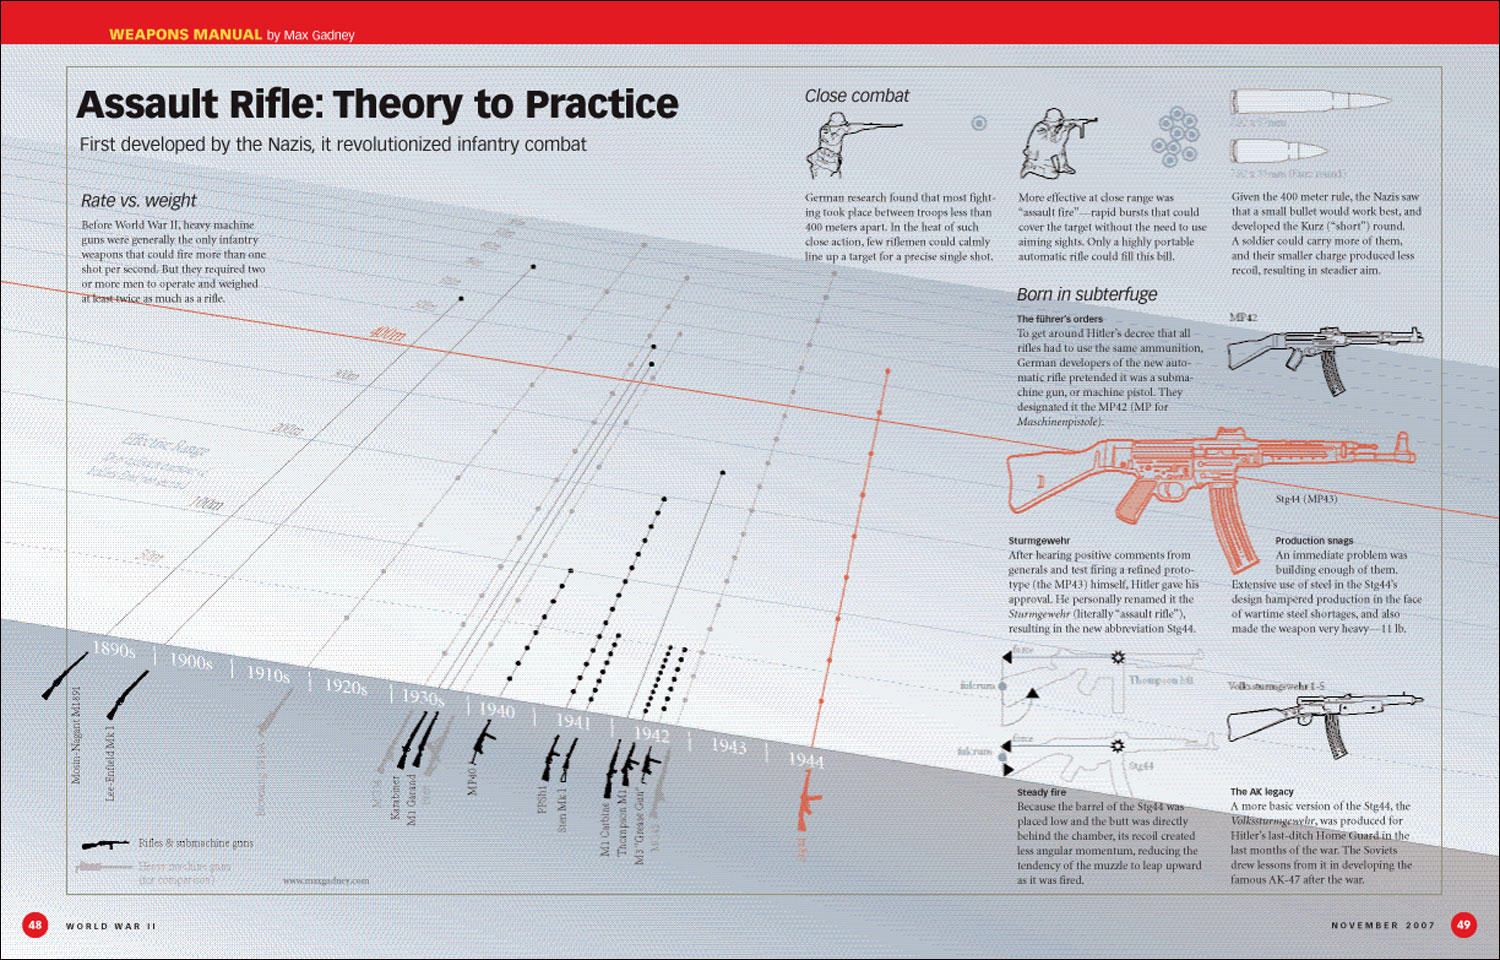 WEAPONS MANUAL by Max Gadney
Assault Rifle: Theory to Practice
First developed by the Nazis, it revolutionized infantry combat
Rate vs. weight
Before World War II, heavy machine
guns were generally the only infantry
weapons that could fire more than one
shot per second. But they required two
or more men to operate and weighed
at least twice as much as a rifle.
Close combat
German research found that most fight-
ing took place between troops less than
400 meters apart. In the heat of such
close action, few riflemen could calmly
line up a target for a precise single shot.
More effective at close range was
“assault fire”—rapid bursts that could
cover the target without the need to use
aiming sights. Only a highly portable
automatic rifle could fill this bill.
Given the 400 meter rule, the Nazis saw
that a small bullet would work best, and
developed the Kurz (“short”) round.
A soldier could carry more of them,
and their smaller charge produced less
recoil, resulting in steadier aim.
Born in subterfuge
The führer's orders
To get around Hitler's decree that all
rifles had to use the same ammunition,
German developers of the new auto-
matic rifle pretended it was a subma-
chine gun, or machine pistol. They
designated it the MP42 (MP for
Maschinenpistole).
MP42
Stg44 (MP43)
Sturmgewehr
After hearing positive comments from
generals and test firing a refined proto-
type (the MP43) himself, Hitler gave his
approval. He personally renamed it the
Sturmgewehr (literally “assault rifle”),
resulting in the new abbreviation Stg44.
Production snags
An immediate problem was
building enough of them.
Extensive use of steel in the Stg44's
design hampered production in the face
of wartime steel shortages, and also
made the weapon very heavy—11 lb.
force
fulcrum
Thompson M1
force
fulcrum
Stg44
Volkssturmgewehr 1-5
Steady fire
Because the barrel of the Stg44 was
placed low and the butt was directly
behind the chamber, its recoil created
less angular momentum, reducing the
tendency of the muzzle to leap upward
as it was fired.
The AK legacy
A more basic version of the Stg44, the
Volkssturmgewehr, was produced for
Hitler's last-ditch Home Guard in the
last months of the war. The Soviets
drew lessons from it in developing the
famous AK-47 after the war.
400m
300m
200m
100m
50m
Effective Range
1890s
1900s
1910s
1920s
1930s
1940
1941
1942
1943
1944
Mosin-Nagant M1891
Lee-Enfield Mk 1
Browning
Karabiner
M1 Garand
MP40
PPSh1
Sten Mk 1
M1 Carbine
Thompson M1
M3 “Grease Gun”
Rifles & submachine guns
Heavy machine guns
(for comparison)
www.maxgadney.com
48 WORLD WAR II
NOVEMBER 2007 49